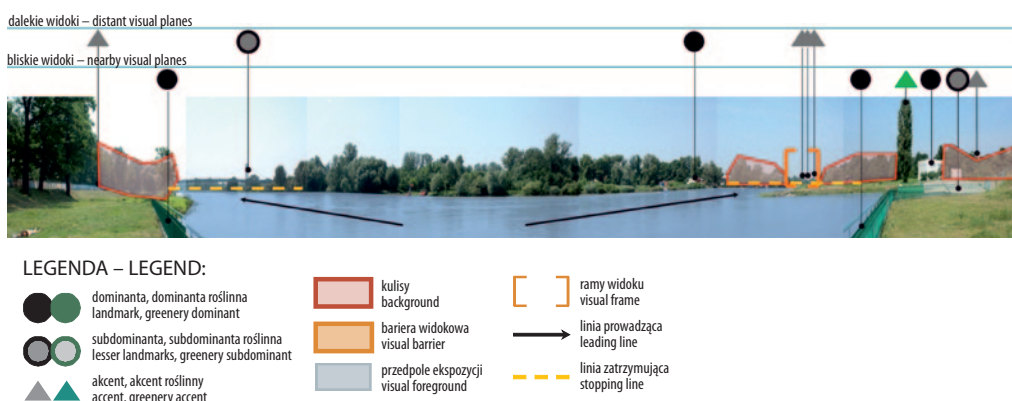 dalekie widoki – distant visual planes
bliskie widoki – nearby visual planes
LEGENDA – LEGEND:
dominanta, dominanta roślinna
landmark, greenery dominant
subdominanta, subdominanta roślinna
lesser landmarks, greenery subdominant
akcent, akcent roślinny
accent, greenery accent
kulisy
background
bariera widokowa
visual barrier
przedpole ekspozycji
visual foreground
ramy widoku
visual frame
linia prowadząca
leading line
linia zatrzymująca
stopping line